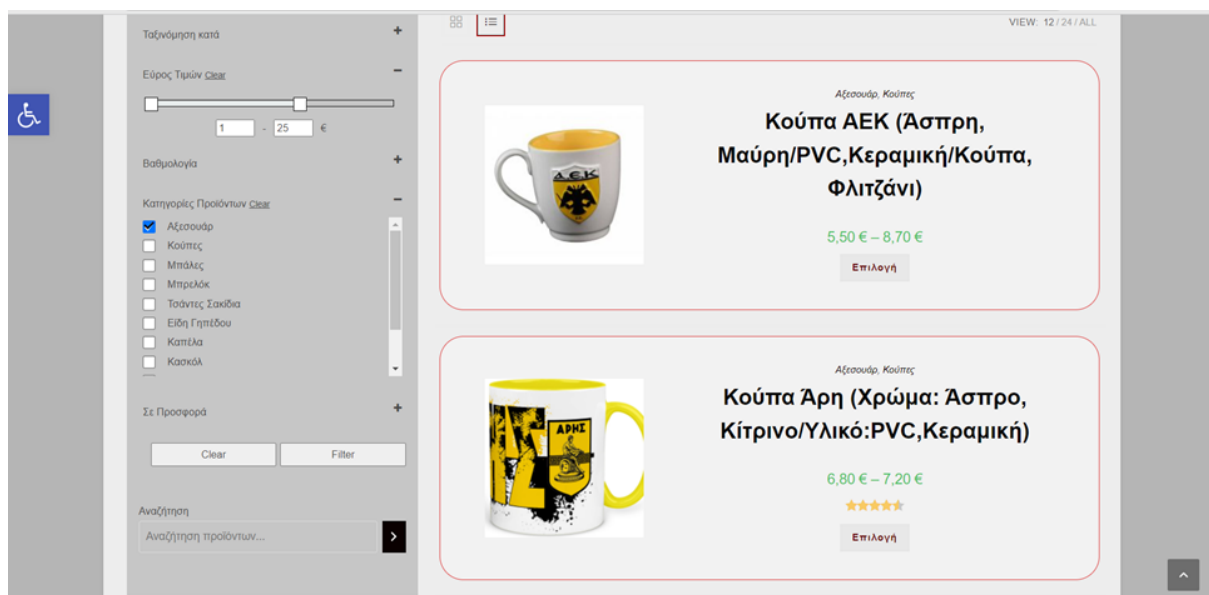 Ταξινόμηση κατά +
VIEW: 12 / 24 / ALL
Εύρος Τιμών Clear −
1 - 25 €
Βαθμολογία +
Κατηγορίες Προϊόντων Clear −
Αξεσουάρ
Κούπες
Μπάλες
Μπρελόκ
Τσάντες Σακίδια
Είδη Γηπέδου
Καπέλα
Κασκόλ
Σε Προσφορά +
Clear
Filter
Αναζήτηση
Αναζήτηση προϊόντων...
Αξεσουάρ, Κούπες
Κούπα ΑΕΚ (Άσπρη,
Μαύρη/PVC,Κεραμική/Κούπα,
Φλιτζάνι)
5,50 € – 8,70 €
Επιλογή
ΑΕΚ
Αξεσουάρ, Κούπες
Κούπα Άρη (Χρώμα: Άσπρο,
Κίτρινο/Υλικό:PVC,Κεραμική)
6,80 € – 7,20 €
Επιλογή
ΑΡΗΣ